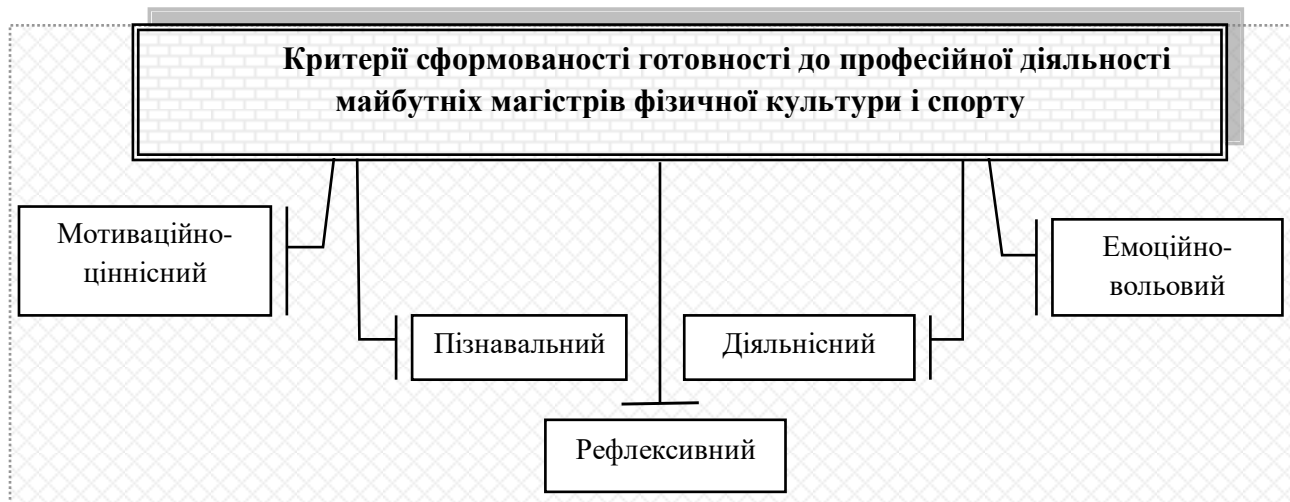 Критерії сформованості готовності до професійної діяльності
майбутніх магістрів фізичної культури і спорту
Мотиваційно-
ціннісний
Емоційно-
вольовий
Пізнавальний
Діяльнісний
Рефлексивний